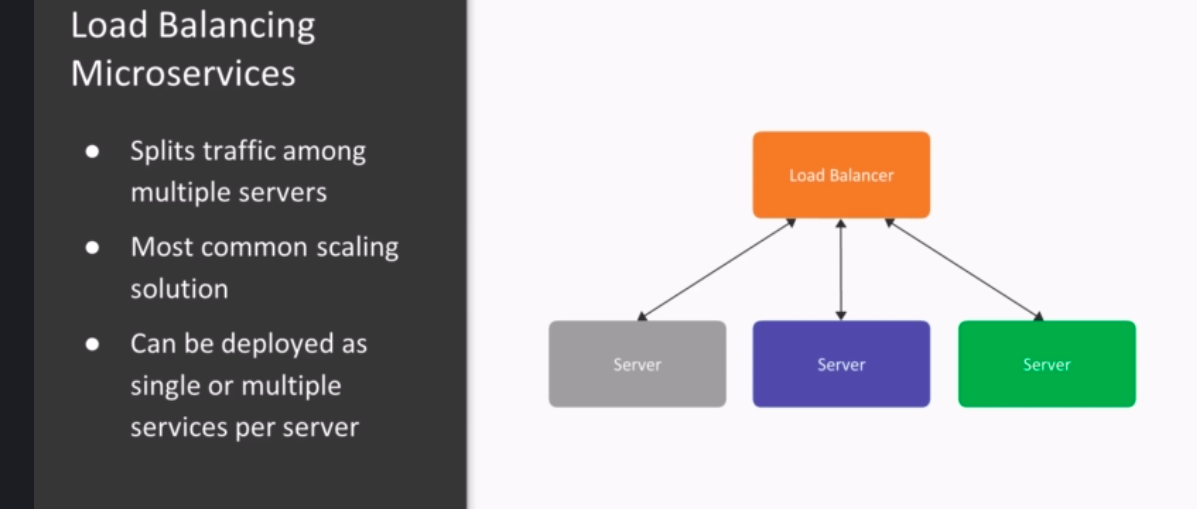 Load Balancing
Microservices
● Splits traffic among
multiple servers
● Most common scaling
solution
● Can be deployed as
single or multiple
services per server
Load Balancer
Server Server Server